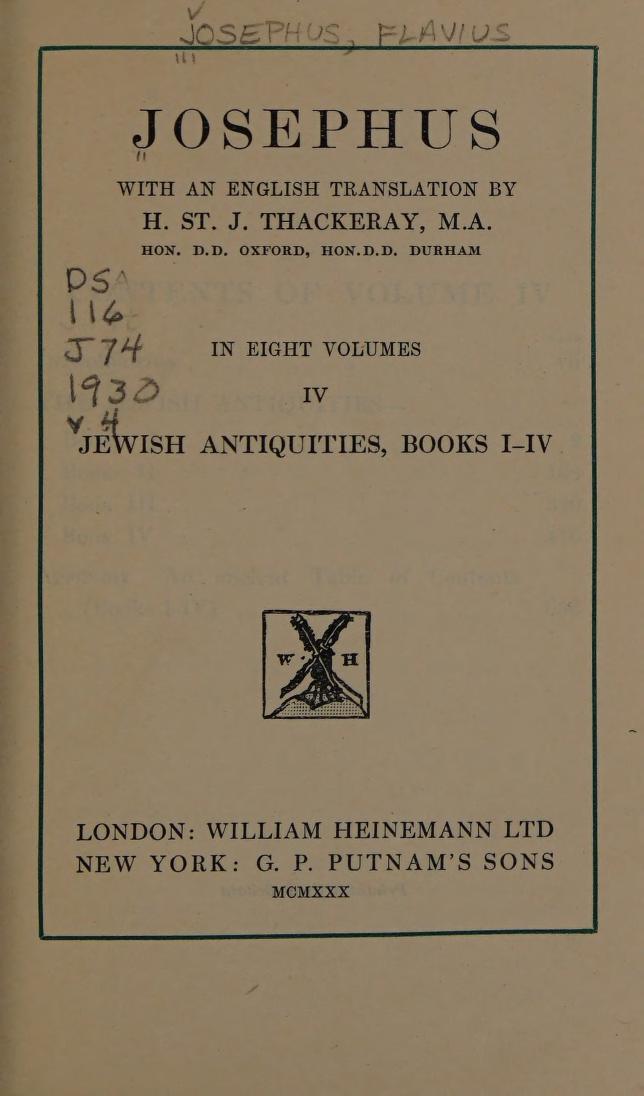 JOSEPHUS, FLAVIUS
JOSEPHUS
WITH AN ENGLISH TRANSLATION BY
H. ST. J. THACKERAY, M.A.
HON. D.D. OXFORD, HON.D.D. DURHAM
DS
116
J74
1930
v.4
IN EIGHT VOLUMES
IV
JEWISH ANTIQUITIES, BOOKS I–IV
W H
LONDON: WILLIAM HEINEMANN LTD
NEW YORK: G. P. PUTNAM'S SONS
MCMXXX